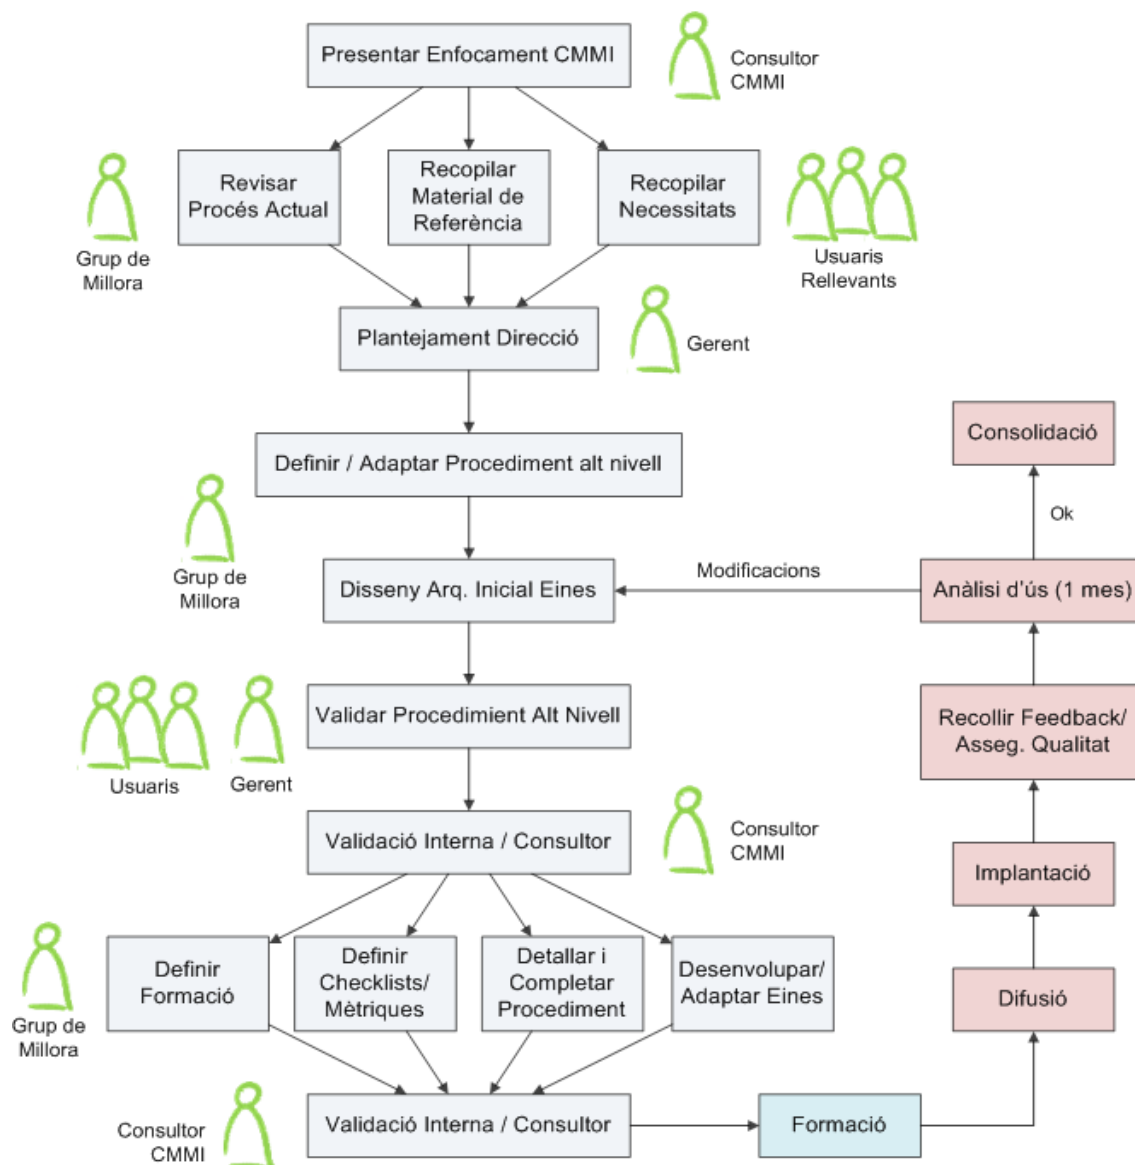 Presentar Enfocament CMMI
Consultor
CMMI
Revisar
Procés Actual
Recopilar
Material de
Referència
Recopilar
Necessitats
Grup de
Millora
Usuaris
Rellevants
Plantejament Direcció
Gerent
Definir / Adaptar Procediment alt nivell
Consolidació
Ok
Grup de
Millora
Disseny Arq. Inicial Eines
Modificacions
Anàlisi d'ús (1 mes)
Validar Procedimient Alt Nivell
Recollir Feedback/
Asseg. Qualitat
Usuaris
Gerent
Validació Interna / Consultor
Consultor
CMMI
Implantació
Definir
Formació
Definir
Checklists/
Mètriques
Detallar i
Completar
Procediment
Desenvolupar/
Adaptar Eines
Difusió
Grup de
Millora
Consultor
CMMI
Validació Interna / Consultor
Formació